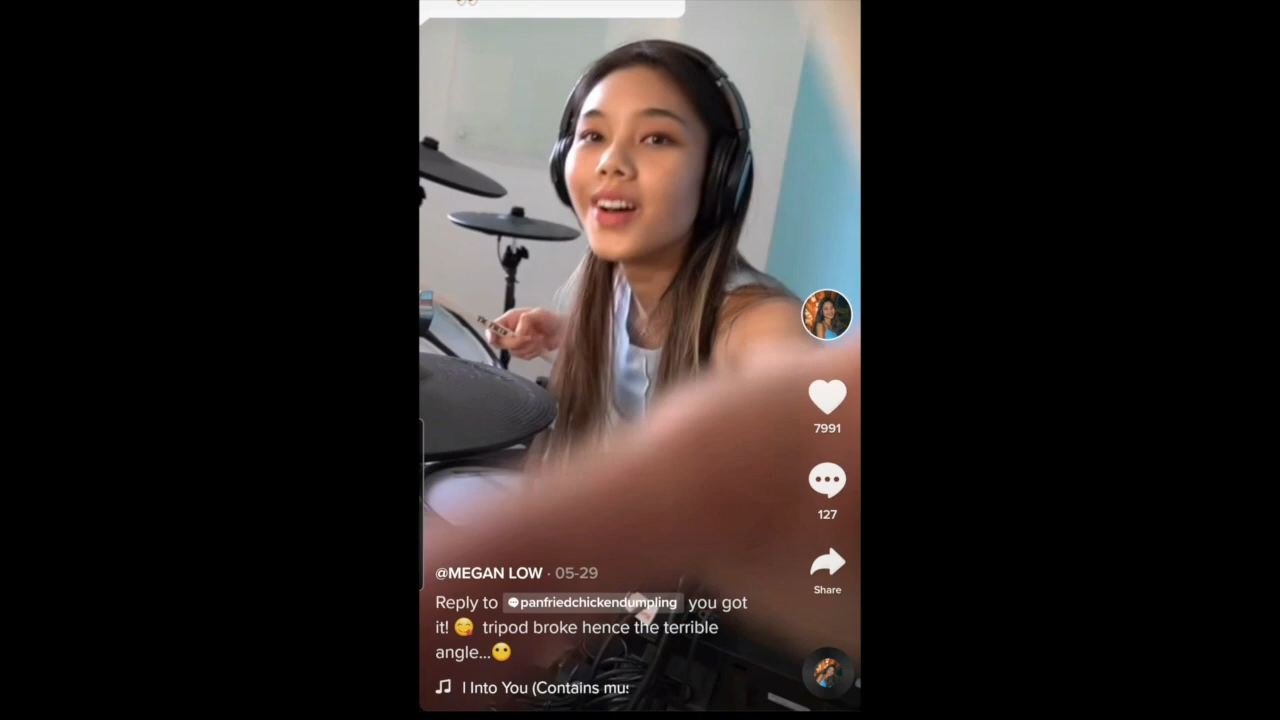 7991
127
Share
@MEGAN LOW · 05-29
Reply to panfriedchickendumpling you got
it! 😋 tripod broke hence the terrible
angle...😶
l Into You (Contains mus